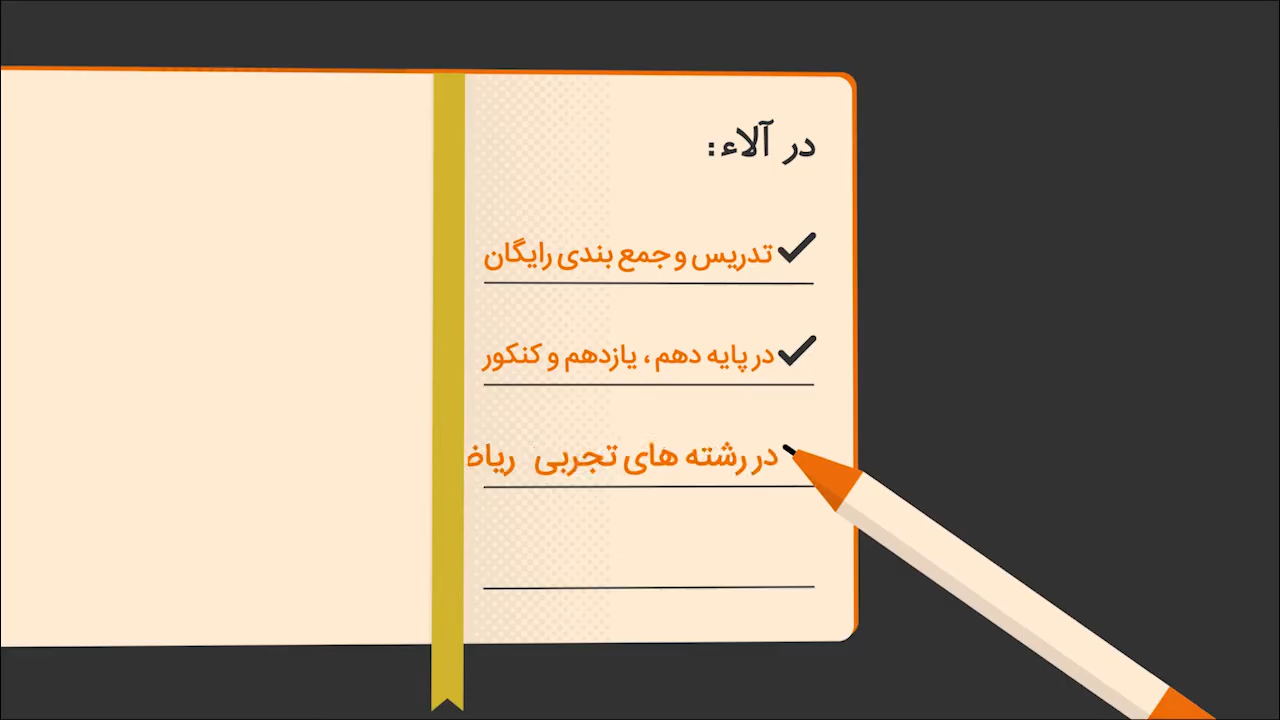 در آلاء:
تدریس و جمع بندی رایگان
در پایه دهم ، یازدهم و کنکور
در رشته های تجربی